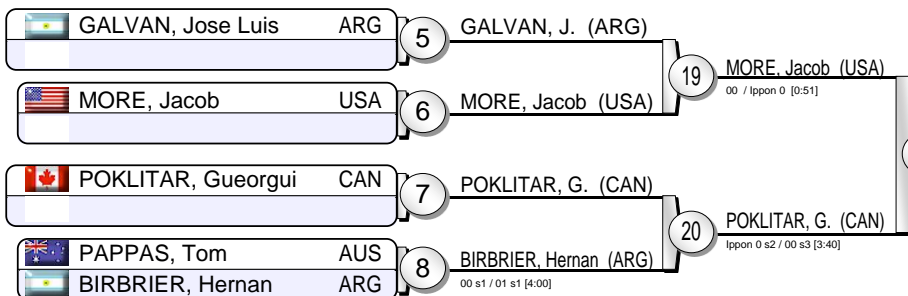 GALVAN, Jose Luis ARG
5
GALVAN, J. (ARG)
MORE, Jacob USA
6
MORE, Jacob (USA)
19
MORE, Jacob (USA)
00 / Ippon 0 [0:51]
POKLITAR, Gueorgui CAN
7
POKLITAR, G. (CAN)
PAPPAS, Tom AUS
BIRBRIER, Hernan ARG
8
BIRBRIER, Hernan (ARG)
00 s1 / 01 s1 [4:00]
20
POKLITAR, G. (CAN)
Ippon 0 s2 / 00 s3 [3:40]